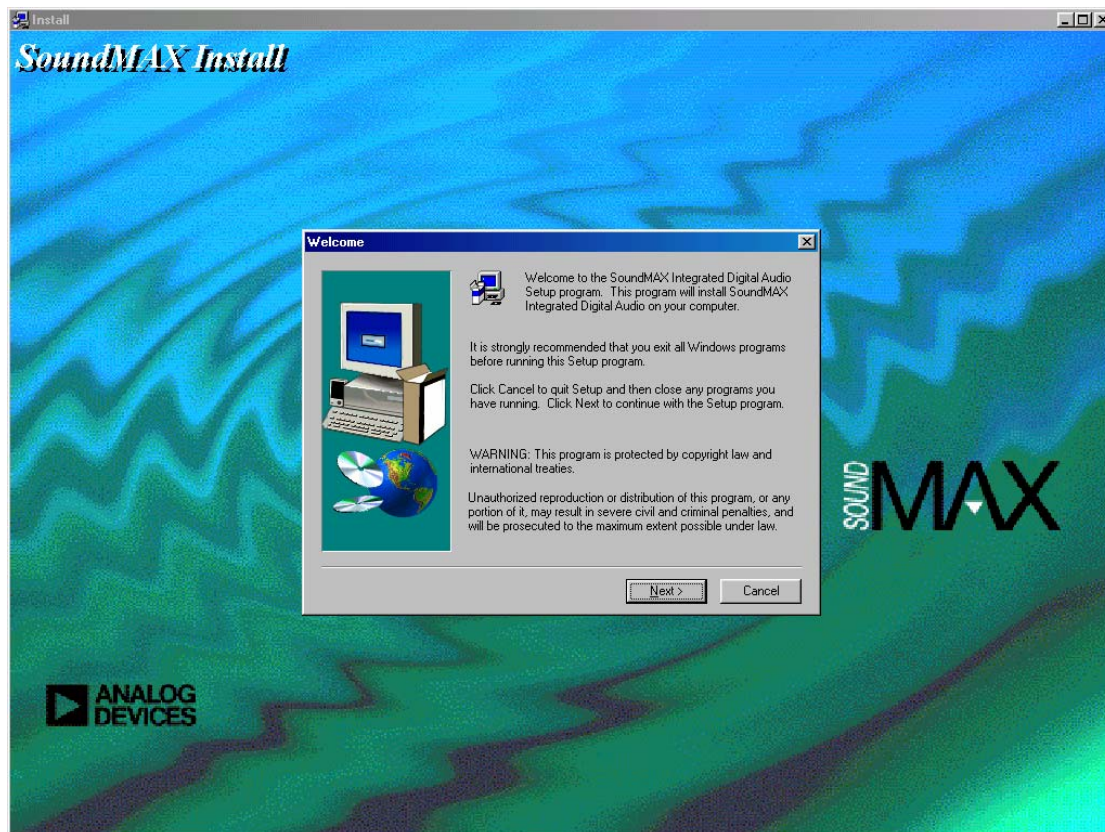 Install
SoundMAX Install
Welcome
Welcome to the SoundMAX Integrated Digital Audio
Setup program.  This program will install SoundMAX
Integrated Digital Audio on your computer.
It is strongly recommended that you exit all Windows programs
before running this Setup program.
Click Cancel to quit Setup and then close any programs you
have running.  Click Next to continue with the Setup program.
WARNING: This program is protected by copyright law and
international treaties.
Unauthorized reproduction or distribution of this program, or any
portion of it, may result in severe civil and criminal penalties, and
will be prosecuted to the maximum extent possible under law.
Next >
Cancel
SOUND MAX
ANALOG
DEVICES